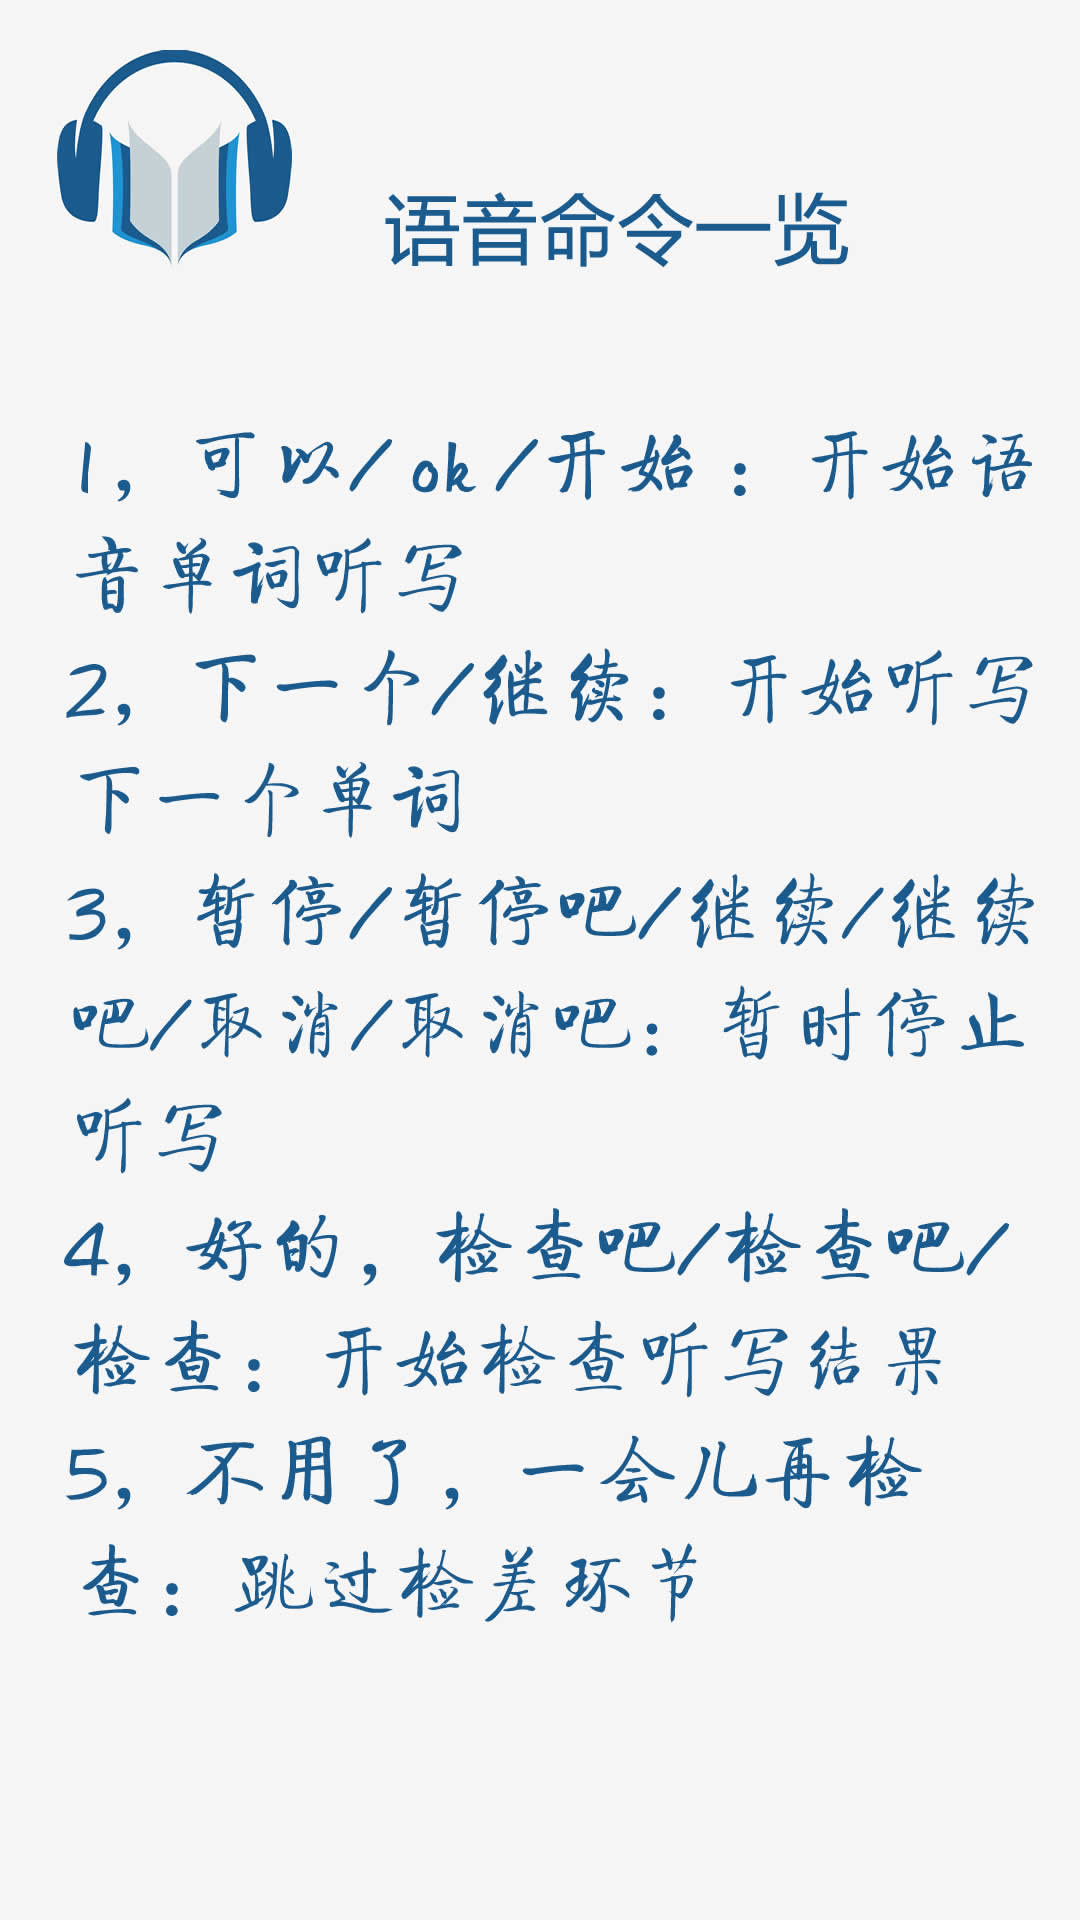 语音命令一览
1，可以/ok/开始：开始语
音单词听写
2，下一个/继续：开始听写
下一个单词
3，暂停/暂停吧/继续/继续
吧/取消/取消吧：暂时停止
听写
4，好的，检查吧/检查吧/
检查：开始检查听写结果
5，不用了，一会儿再检
查：跳过检差环节